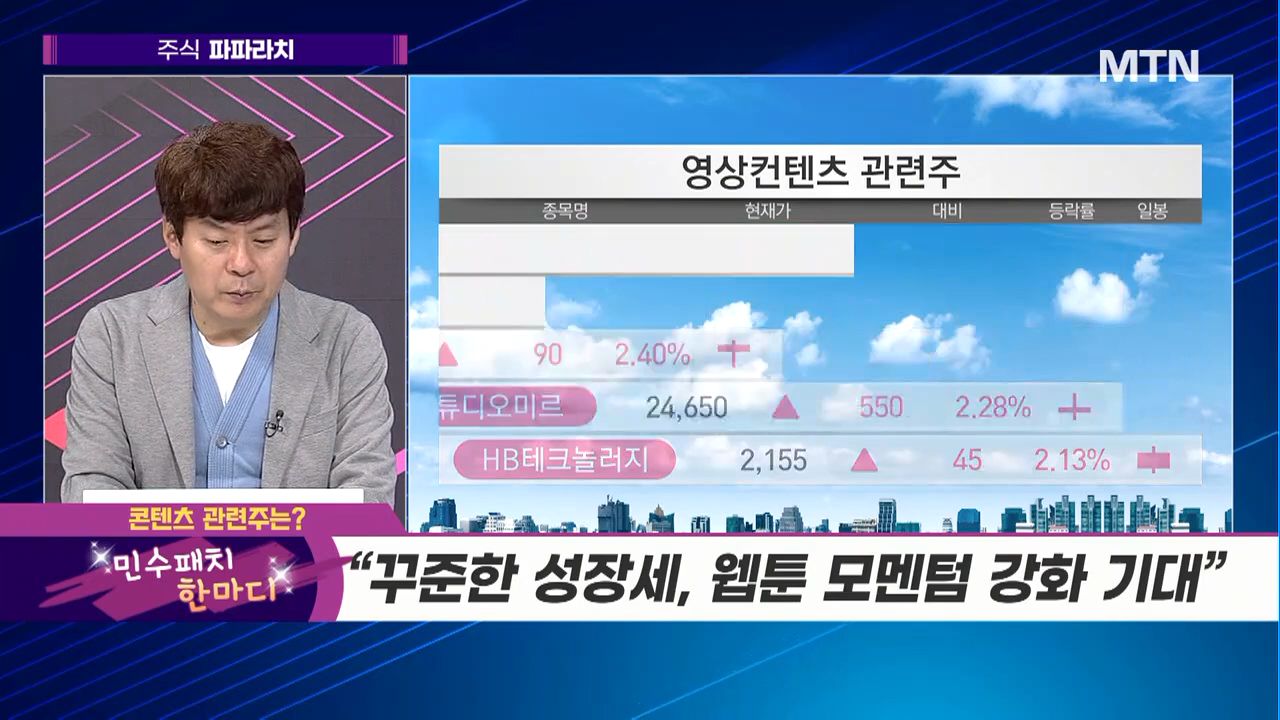 주식 파파라치
MTN
영상컨텐츠 관련주
종목명 현재가 대비 등락률 일봉
▲ 90 2.40%
튜디오미르 24,650 ▲ 550 2.28%
HB테크놀러지 2,155 ▲ 45 2.13%
콘텐츠 관련주는?
민수패치
한마디
“꾸준한 성장세, 웹툰 모멘텀 강화 기대”